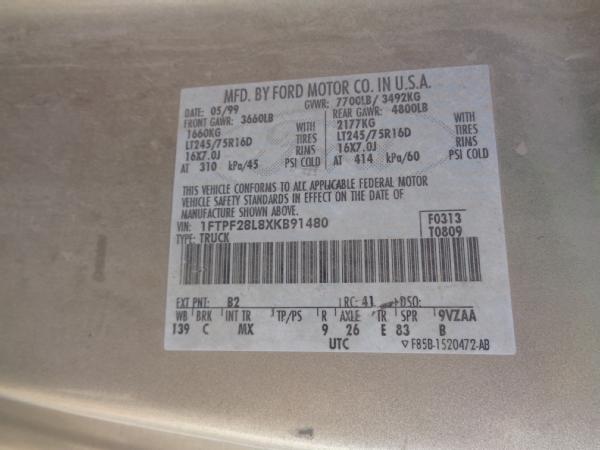 MFD. BY FORD MOTOR CO. IN U.S.A.
DATE: 05/99 GVWR: 7700LB/ 3492KG
FRONT GAWR: 3660LB REAR GAWR: 4800LB
1660KG WITH 2177KG WITH
LT245/75R16D TIRES LT245/75R16D TIRES
16X7.0J RIMS 16X7.0J RIMS
AT 310 kPa/45 PSI COLD AT 414 kPa/60 PSI COLD
THIS VEHICLE CONFORMS TO ALL APPLICABLE FEDERAL MOTOR
VEHICLE SAFETY STANDARDS IN EFFECT ON THE DATE OF
MANUFACTURE SHOWN ABOVE.
VIN: 1FTPF28L8XKB91480 F0313
TYPE: TRUCK T0809
EXT PNT: B2 RC: 41 DSO:
WB BRK INT TR TP/PS R AXLE TR SPR 9VZAA
139 C MX 9 26 E 83 B
UTC F85B-1520472-AB